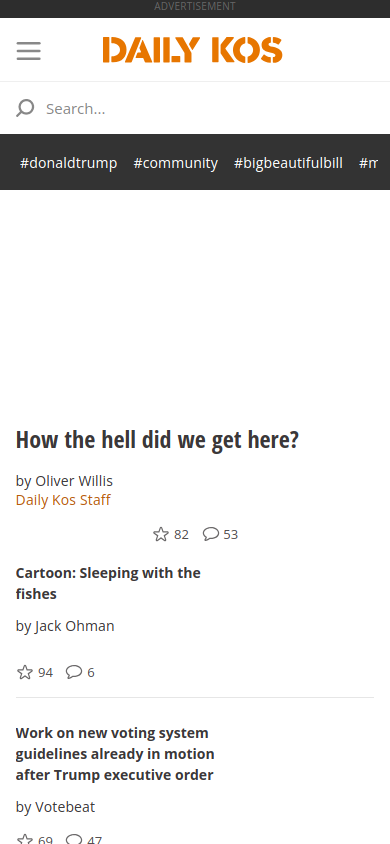 ADVERTISEMENT
DAILY KOS
Search...
#donaldtrump #community #bigbeautifulbill #m
How the hell did we get here?
by Oliver Willis
Daily Kos Staff
82 53
Cartoon: Sleeping with the
fishes
by Jack Ohman
94 6
Work on new voting system
guidelines already in motion
after Trump executive order
by Votebeat
69 47